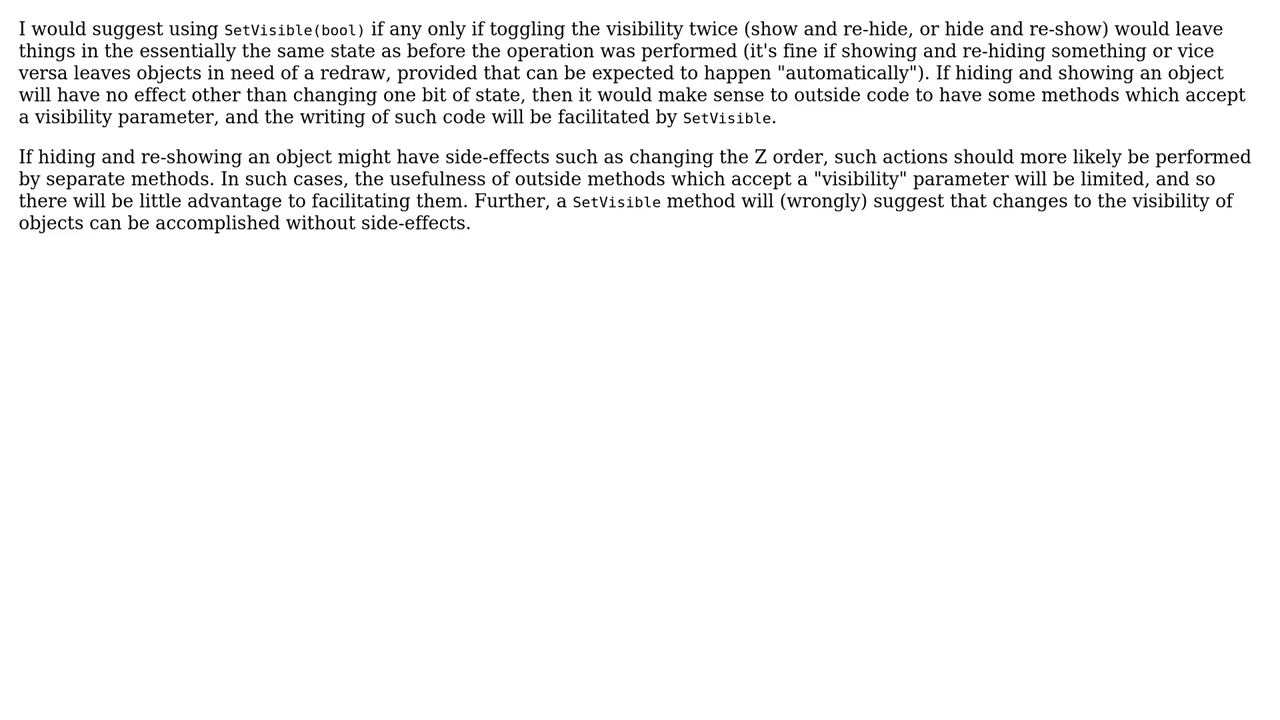 I would suggest using SetVisible(bool) if any only if toggling the visibility twice (show and re-hide, or hide and re-show) would leave
things in the essentially the same state as before the operation was performed (it's fine if showing and re-hiding something or vice
versa leaves objects in need of a redraw, provided that can be expected to happen "automatically"). If hiding and showing an object
will have no effect other than changing one bit of state, then it would make sense to outside code to have some methods which accept
a visibility parameter, and the writing of such code will be facilitated by SetVisible.
If hiding and re-showing an object might have side-effects such as changing the Z order, such actions should more likely be performed
by separate methods. In such cases, the usefulness of outside methods which accept a "visibility" parameter will be limited, and so
there will be little advantage to facilitating them. Further, a SetVisible method will (wrongly) suggest that changes to the visibility of
objects can be accomplished without side-effects.